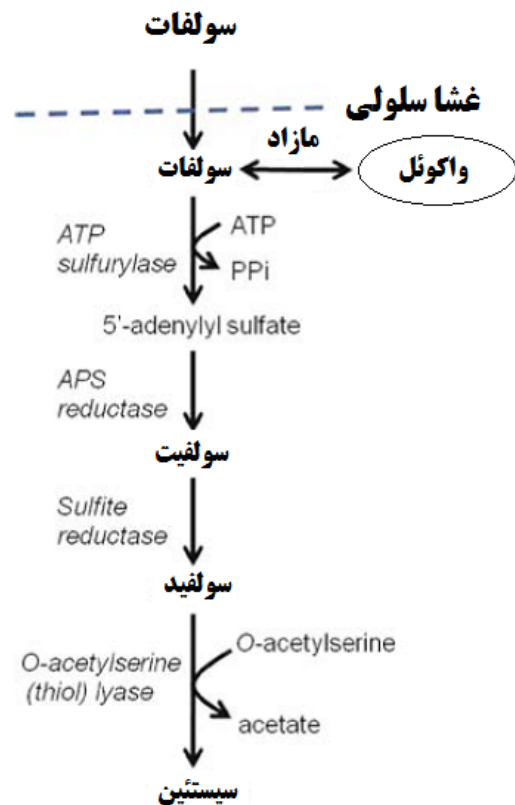 سولفات
غشا سلولی
مازاد
سولفات
واکوئل
ATP
sulfurylase
ATP
PPi
5'-adenylyl sulfate
APS
reductase
سولفیت
Sulfite
reductase
سولفید
O-acetylserine
(thiol) lyase
O-acetylserine
acetate
سیستئین